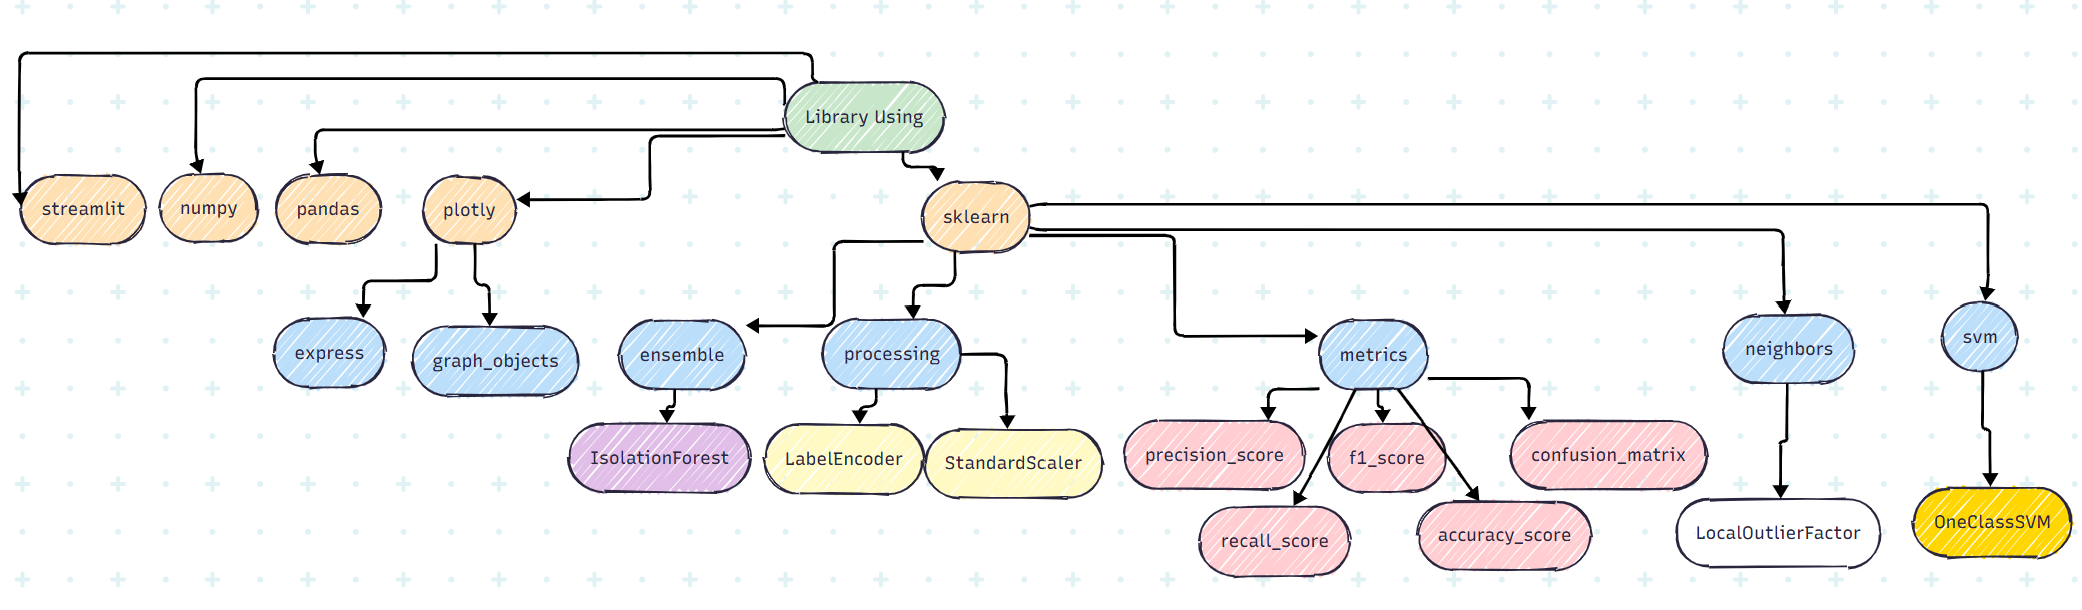 Library Using
streamlit
numpy
pandas
plotly
sklearn
express
graph_objects
ensemble
processing
metrics
neighbors
svm
IsolationForest
LabelEncoder
StandardScaler
precision_score
f1_score
confusion_matrix
recall_score
accuracy_score
LocalOutlierFactor
OneClassSVM